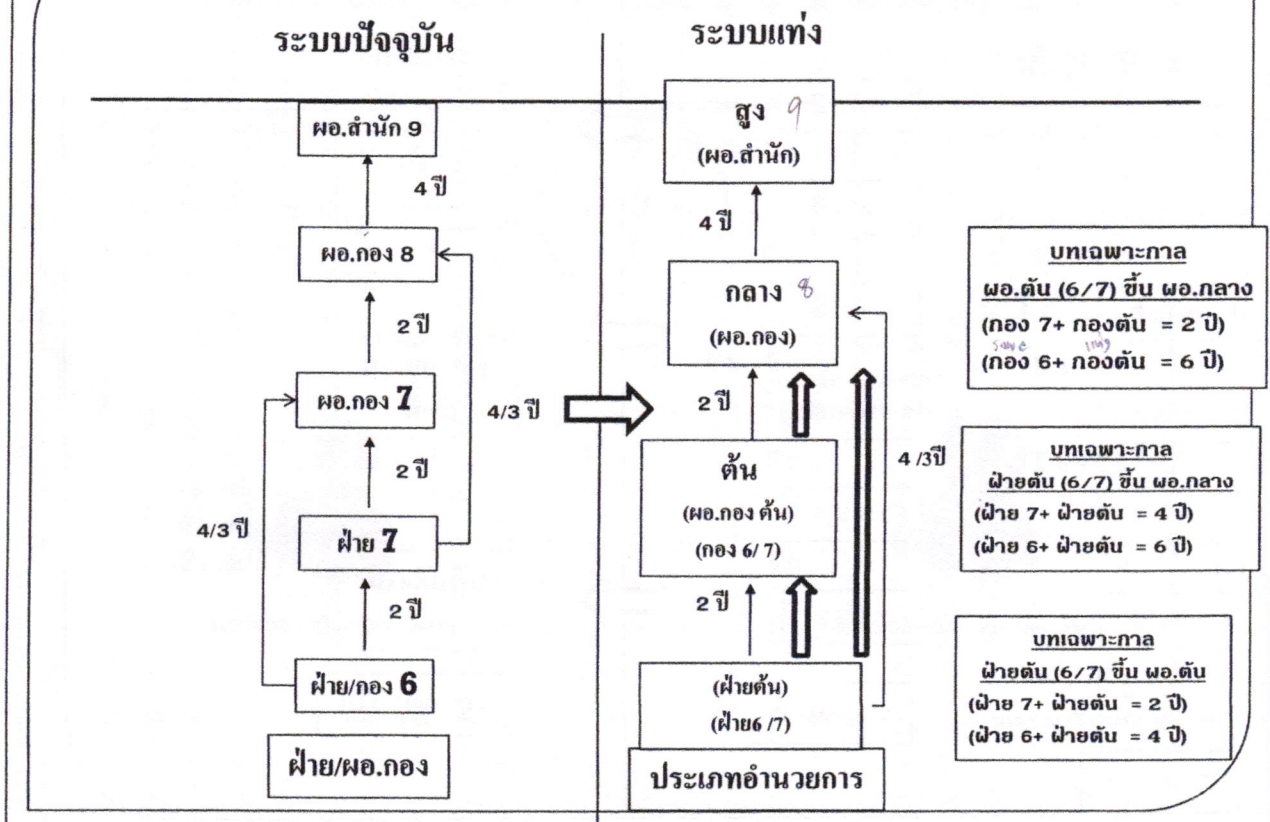 ระบบปัจจุบัน
ผอ.สำนัก 9
4 ปี
ผอ.กอง 8
2 ปี
ผอ.กอง 7
4/3 ปี
2 ปี
4/3 ปี
ฝ่าย 7
2 ปี
ฝ่าย/กอง 6
ฝ่าย/ผอ.กอง
ระบบแท่ง
สูง 9
(ผอ.สำนัก)
4 ปี
กลาง 8
(ผอ.กอง)
2 ปี
4 /3ปี
ต้น
(ผอ.กอง ต้น)
(กอง 6/ 7)
2 ปี
(ฝ่ายต้น)
(ฝ่าย6 /7)
ประเภทอำนวยการ
บทเฉพาะกาล
ผอ.ต้น (6/7) ขึ้น ผอ.กลาง
(กอง 7+ กองต้น = 2 ปี)
(กอง 6+ กองต้น = 6 ปี)
บทเฉพาะกาล
ฝ่ายต้น (6/7) ขึ้น ผอ.กลาง
(ฝ่าย 7+ ฝ่ายต้น = 4 ปี)
(ฝ่าย 6+ ฝ่ายต้น = 6 ปี)
บทเฉพาะกาล
ฝ่ายต้น (6/7) ขึ้น ผอ.ต้น
(ฝ่าย 7+ ฝ่ายต้น = 2 ปี)
(ฝ่าย 6+ ฝ่ายต้น = 4 ปี)